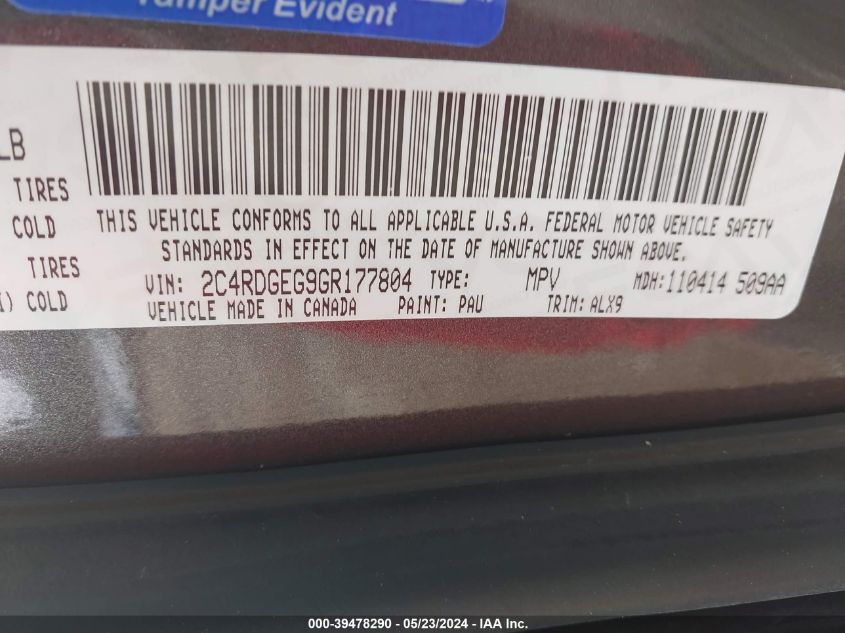 Tamper Evident
LB
TIRES
COLD
TIRES
I) COLD
THIS VEHICLE CONFORMS TO ALL APPLICABLE U.S.A. FEDERAL MOTOR VEHICLE SAFETY
STANDARDS IN EFFECT ON THE DATE OF MANUFACTURE SHOWN ABOVE.
VIN: 2C4RDGEG9GR177804 TYPE: MPV MDH:110414 509AA
VEHICLE MADE IN CANADA PAINT: PAU TRIM: ALX9
000-39478290 - 05/23/2024 - IAA Inc.